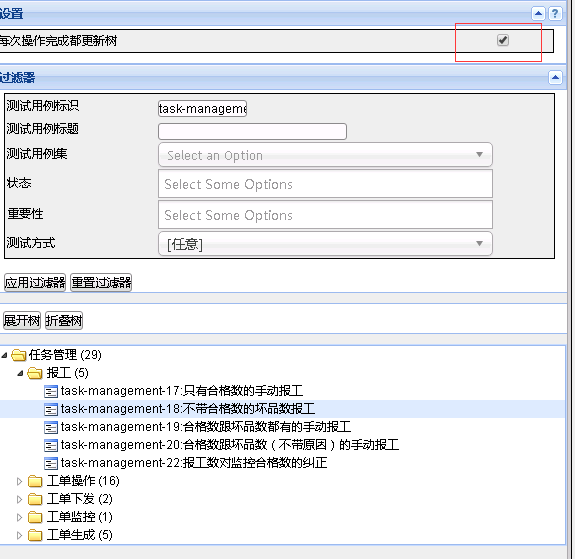 设置
每次操作完成都更新树
过滤器
测试用例标识 task-manageme
测试用例标题
测试用例集 Select an Option
状态 Select Some Options
重要性 Select Some Options
测试方式 [任意]
应用过滤器 重置过滤器
展开树 折叠树
任务管理 (29)
报工 (5)
task-management-17:只有合格数的手动报工
task-management-18:不带合格数的坏品数报工
task-management-19:合格数跟坏品数都有的手动报工
task-management-20:合格数跟坏品数（不带原因）的手动报工
task-management-22:报工数对监控合格数的纠正
工单操作 (16)
工单下发 (2)
工单监控 (1)
工单生成 (5)